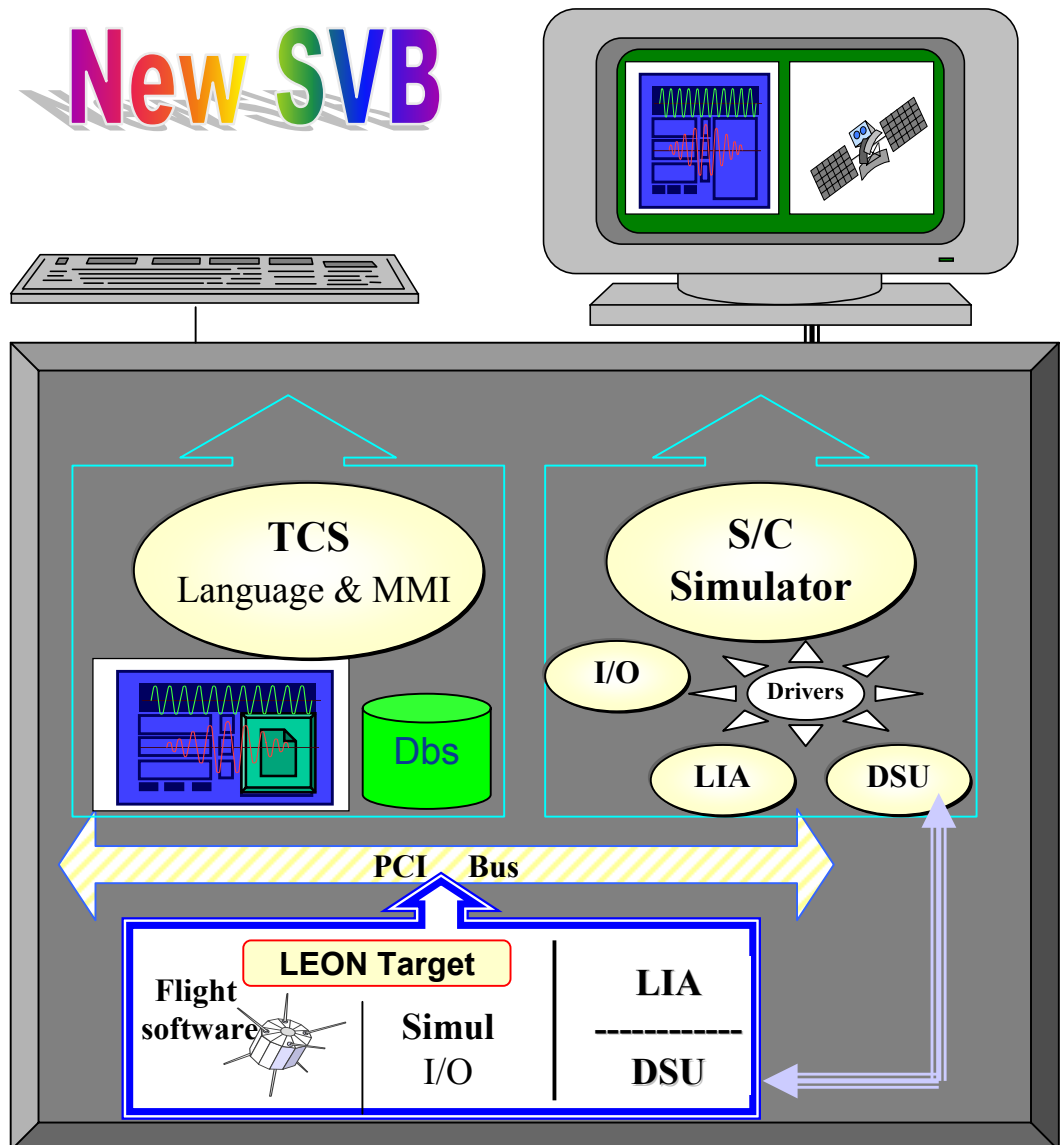 New SVB
TCS
Language & MMI
S/C
Simulator
I/O
Drivers
Dbs
LIA
DSU
PCI Bus
LEON Target
Flight
software
Simul
I/O
LIA
------------
DSU